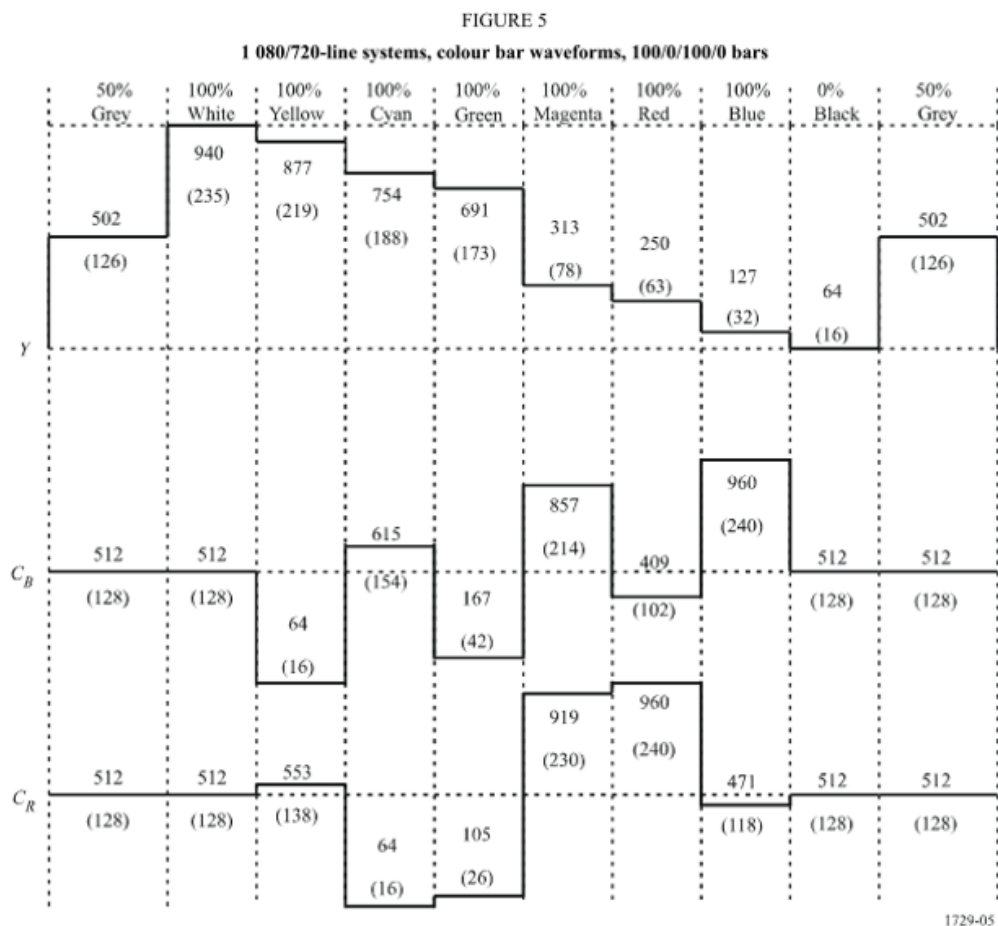 FIGURE 5
1 080/720-line systems, colour bar waveforms, 100/0/100/0 bars
50% 100% 100% 100% 100% 100% 100% 100% 0% 50%
Grey White Yellow Cyan Green Magenta Red Blue Black Grey
940 877 754 691 313 250 127 64
502 (235) (219) (188) (173) (78) (63) (32) (16) 502
(126) (126)
Y
960
857 (240)
615 (214)
C_B 512 512 (154) 409 512 512
(128) (128) 64 167 (102) (128) (128)
(16) (42)
919 960
(230) (240)
C_R 512 512 553 471 512 512
(128) (128) (138) 64 105 (118) (128) (128)
(16) (26)
1729-05